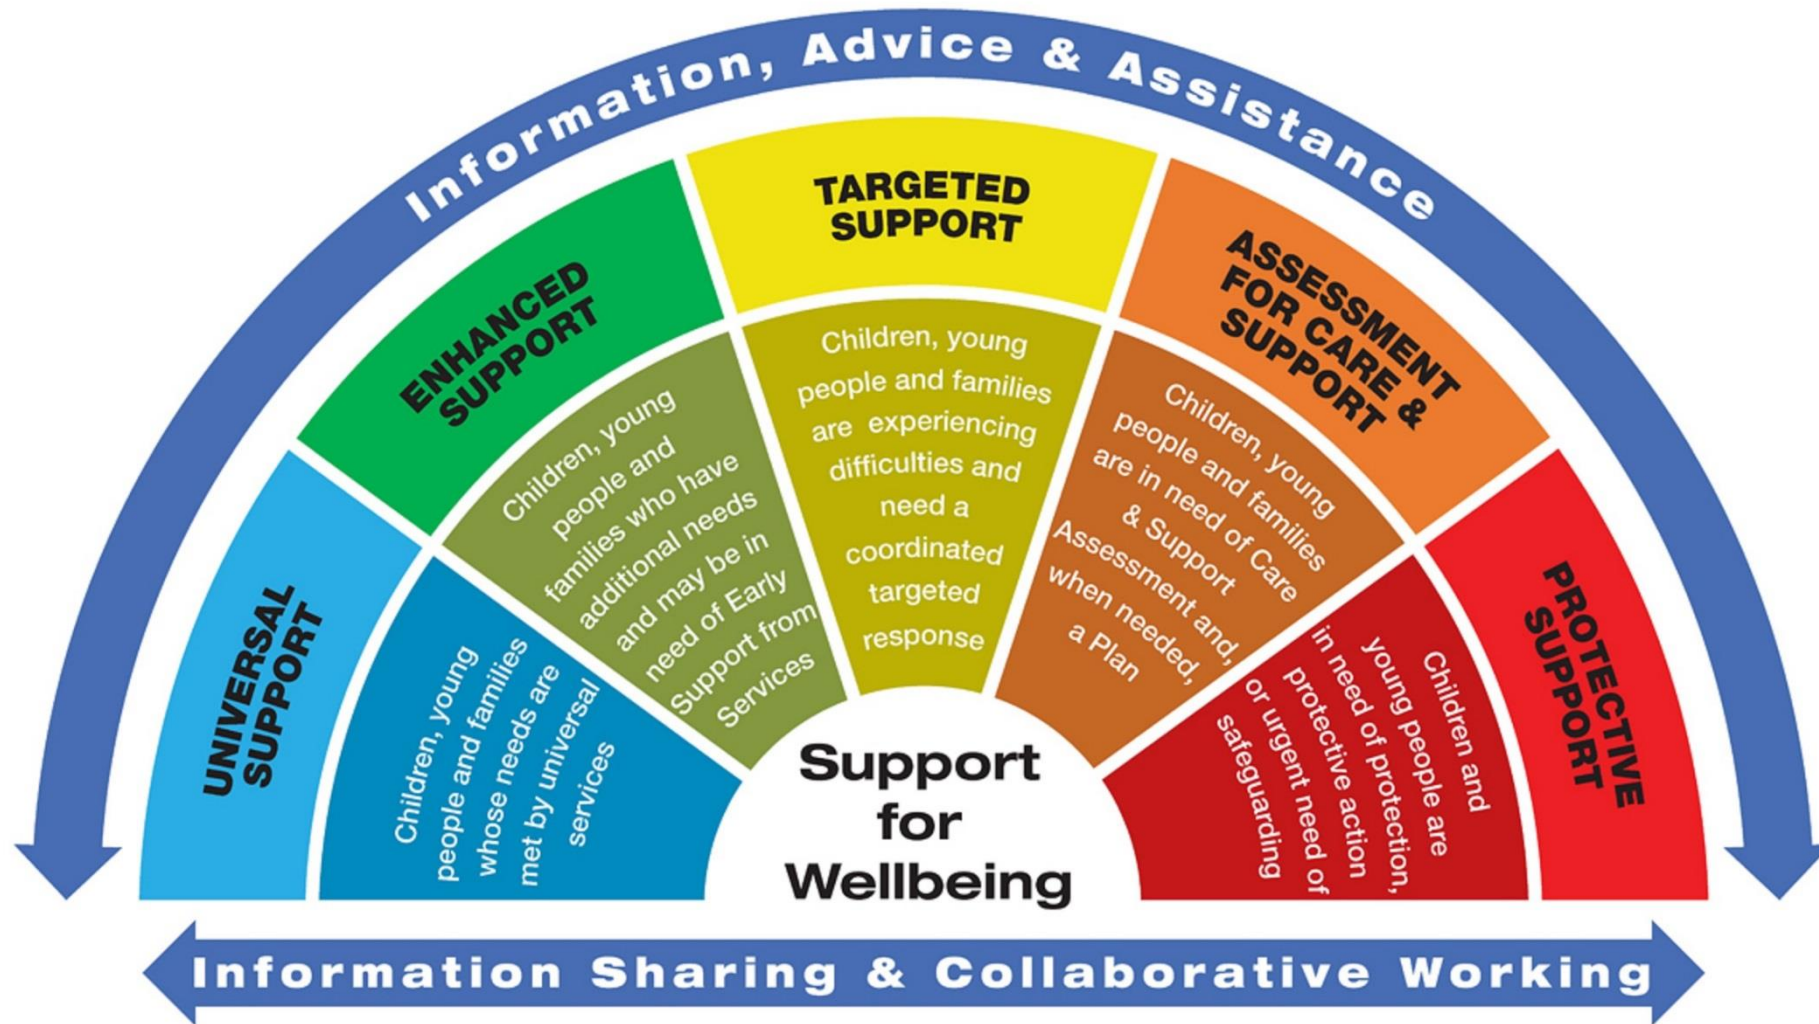 Information, Advice & Assistance
UNIVERSAL
SUPPORT
Children, young
people and families
whose needs are
met by universal
services
ENHANCED
SUPPORT
Children, young
people and
families who have
additional needs
and may be in
need of Early
Support from
Services
TARGETED
SUPPORT
Children, young
people and families
are experiencing
difficulties and
need a
coordinated
targeted
response
ASSESSMENT
FOR CARE &
SUPPORT
Children, young
people and families
are in need of Care
& Support
Assessment and,
when needed,
a Plan
PROTECTIVE
SUPPORT
Children and
young people are
in need of protection,
protective action
or urgent need of
safeguarding
Support
for
Wellbeing
Information Sharing & Collaborative Working